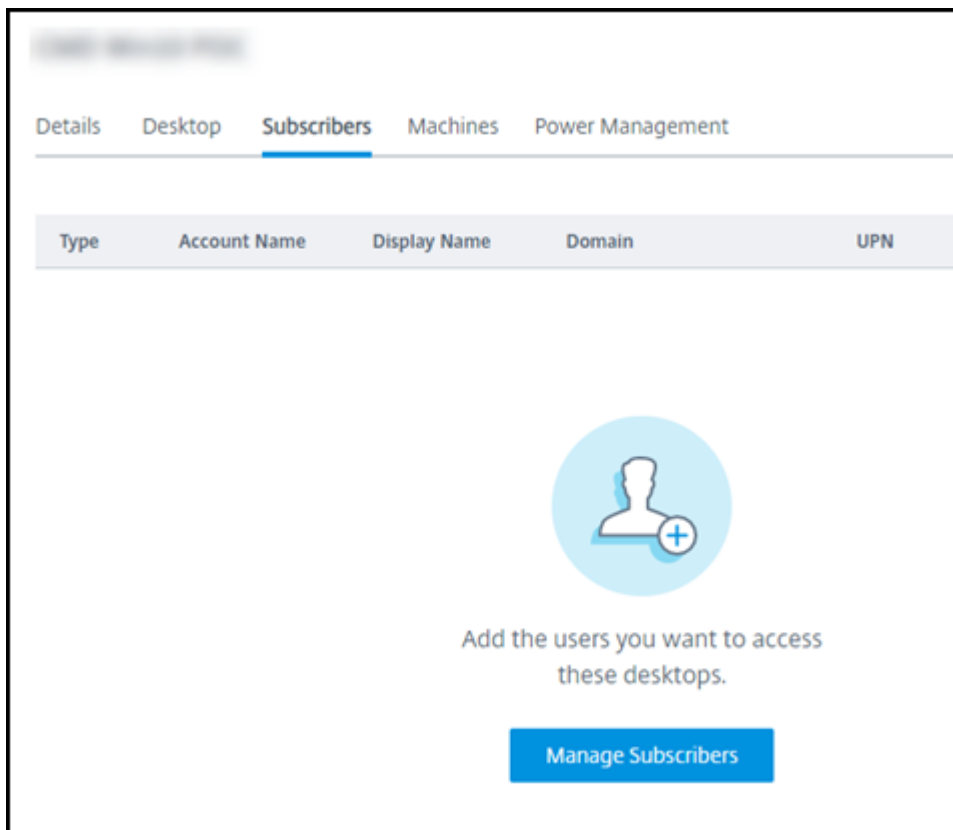 Details Desktop Subscribers Machines Power Management
Type Account Name Display Name Domain UPN
Add the users you want to access
these desktops.
Manage Subscribers